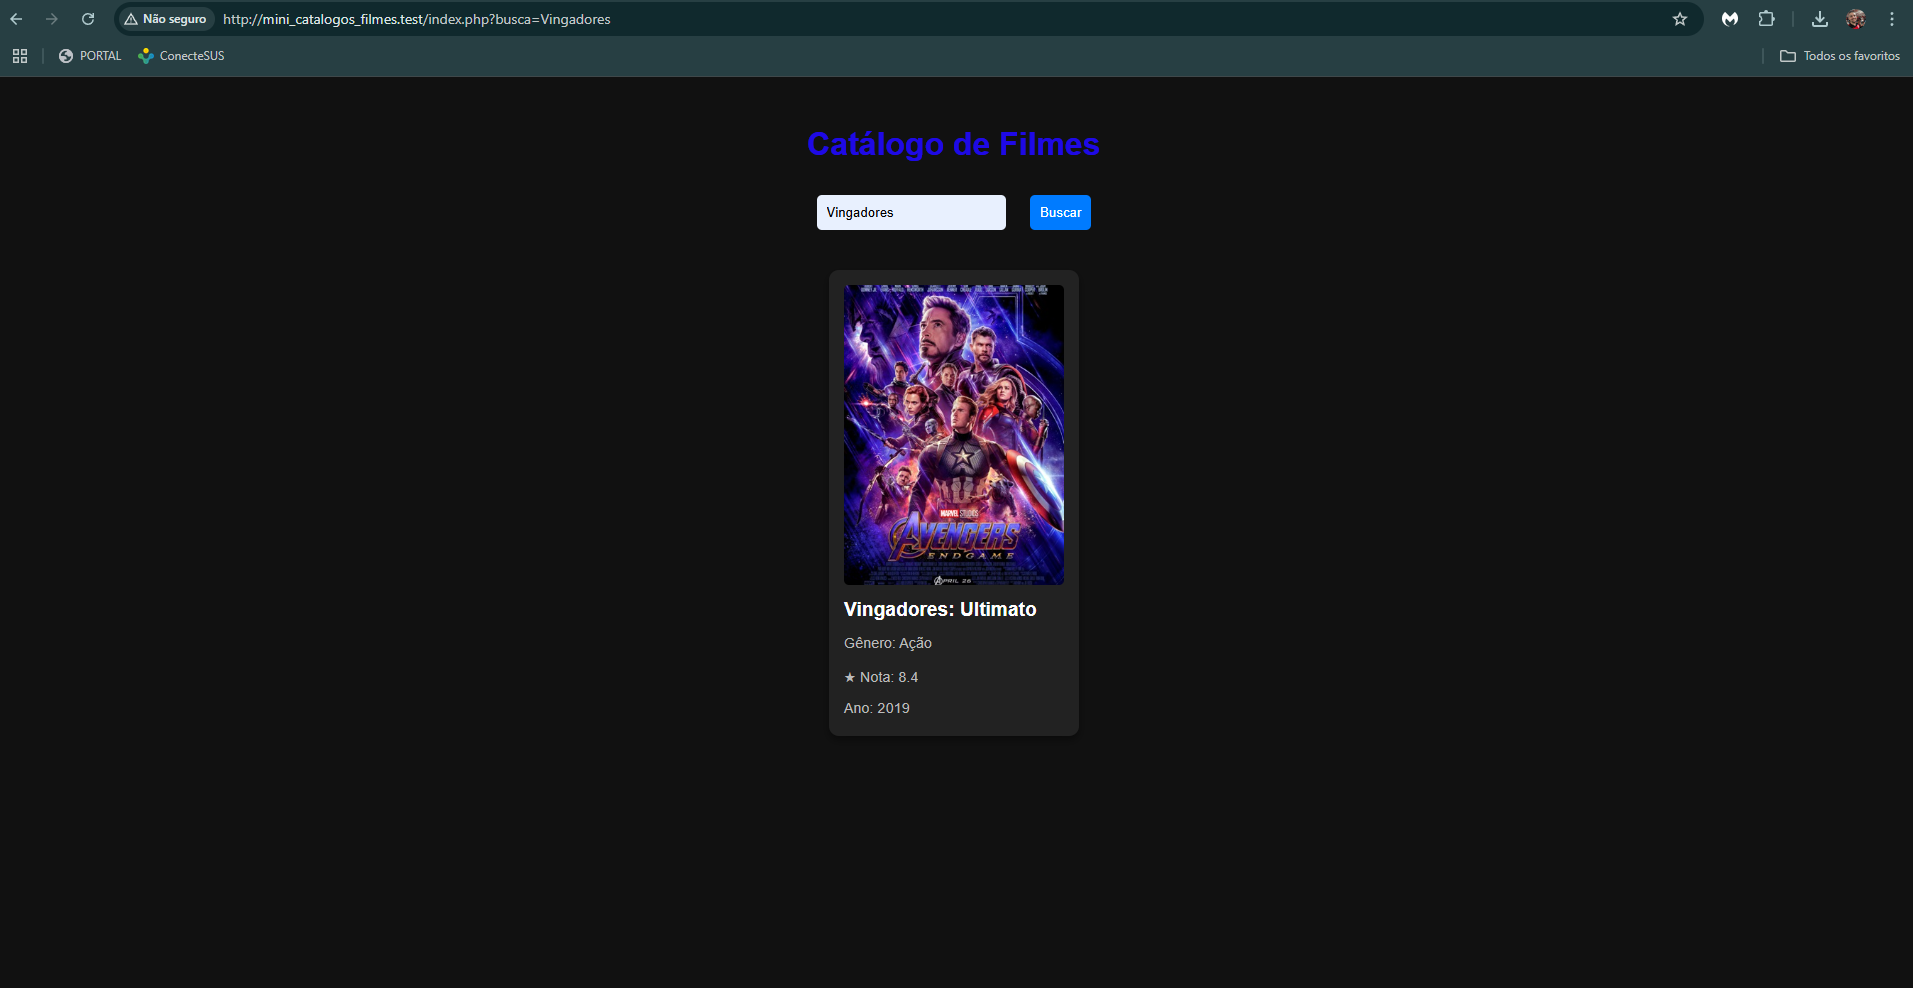 Não seguro http://mini_catalogos_filmes.test/index.php?busca=Vingadores
PORTAL ConecteSUS Todos os favoritos
Catálogo de Filmes
Vingadores Buscar
MARVEL STUDIOS
AVENGERS
ENDGAME
APRIL 26
Vingadores: Ultimato
Gênero: Ação
★ Nota: 8.4
Ano: 2019